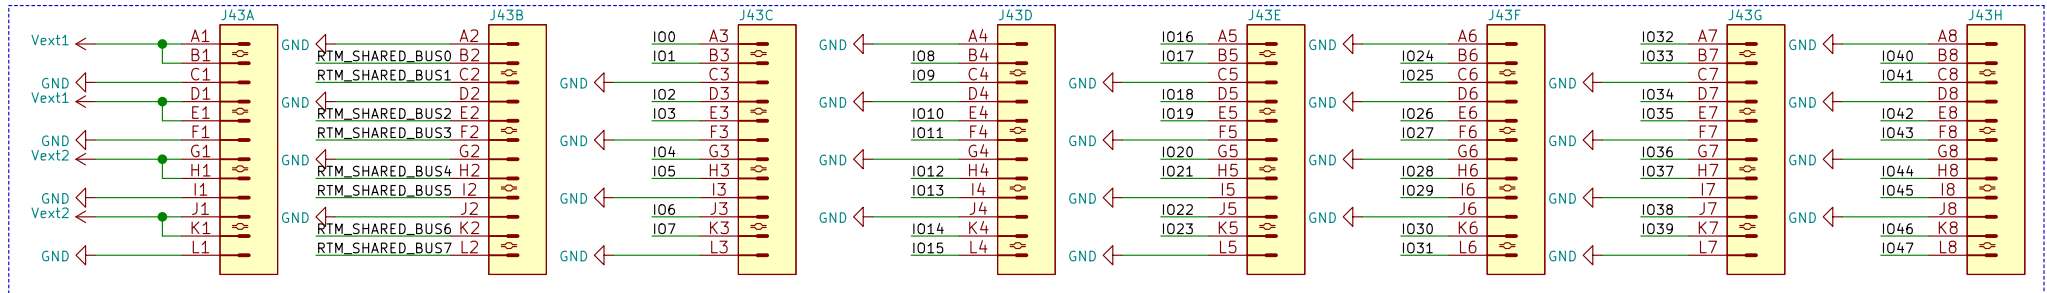 J43A
Vext1 A1
B1
GND C1
Vext1 D1
E1
GND F1
Vext2 G1
H1
GND I1
Vext2 J1
K1
GND L1
J43B
GND A2
RTM_SHARED_BUS0 B2
RTM_SHARED_BUS1 C2
GND D2
RTM_SHARED_BUS2 E2
RTM_SHARED_BUS3 F2
GND G2
RTM_SHARED_BUS4 H2
RTM_SHARED_BUS5 I2
GND J2
RTM_SHARED_BUS6 K2
RTM_SHARED_BUS7 L2
J43C
IO0 A3
IO1 B3
GND C3
IO2 D3
IO3 E3
GND F3
IO4 G3
IO5 H3
GND I3
IO6 J3
IO7 K3
GND L3
J43D
GND A4
IO8 B4
IO9 C4
GND D4
IO10 E4
IO11 F4
GND G4
IO12 H4
IO13 I4
GND J4
IO14 K4
IO15 L4
J43E
IO16 A5
IO17 B5
GND C5
IO18 D5
IO19 E5
GND F5
IO20 G5
IO21 H5
GND I5
IO22 J5
IO23 K5
GND L5
J43F
GND A6
IO24 B6
IO25 C6
GND D6
IO26 E6
IO27 F6
GND G6
IO28 H6
IO29 I6
GND J6
IO30 K6
IO31 L6
J43G
IO32 A7
IO33 B7
GND C7
IO34 D7
IO35 E7
GND F7
IO36 G7
IO37 H7
GND I7
IO38 J7
IO39 K7
GND L7
J43H
GND A8
IO40 B8
IO41 C8
GND D8
IO42 E8
IO43 F8
GND G8
IO44 H8
IO45 I8
GND J8
IO46 K8
IO47 L8